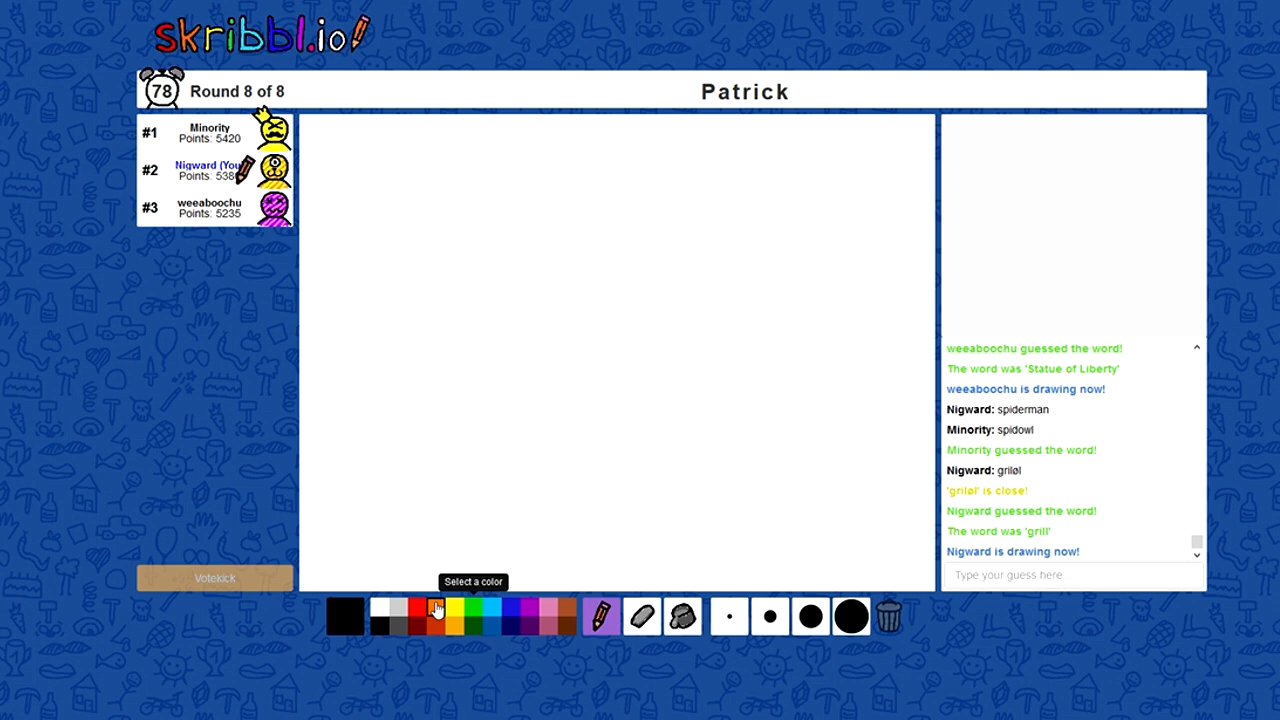 skribbl.io
78
Round 8 of 8
Patrick
#1
Minority
Points: 5420
#2
Nigward (You
Points: 538
#3
weeaboochu
Points: 5235
weeaboochu guessed the word!
The word was 'Statue of Liberty'
weeaboochu is drawing now!
Nigward: spiderman
Minority: spidowl
Minority guessed the word!
Nigward: griløl
'griløl' is close!
Nigward guessed the word!
The word was 'grill'
Nigward is drawing now!
Type your guess here...
Votekick
Select a color